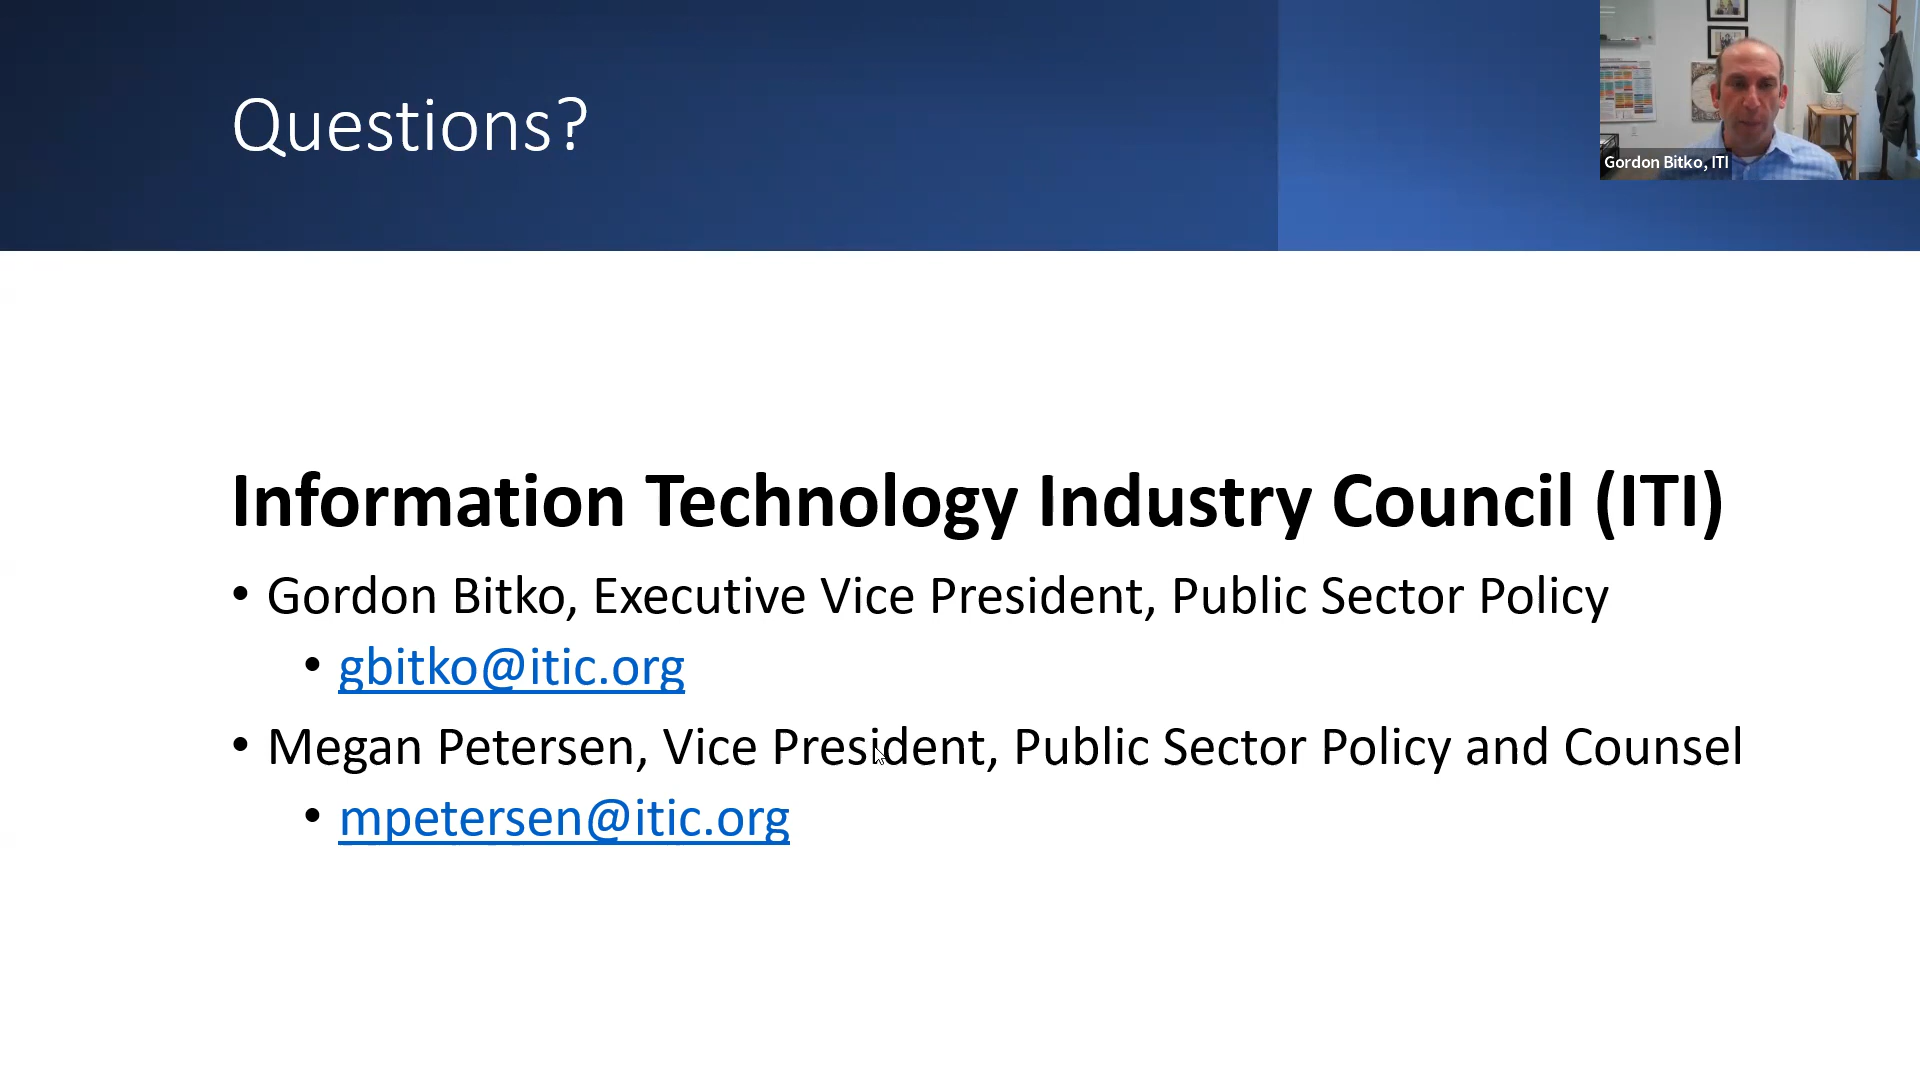 Questions?
Gordon Bitko, ITI
Information Technology Industry Council (ITI)
• Gordon Bitko, Executive Vice President, Public Sector Policy
• gbitko@itic.org
• Megan Petersen, Vice President, Public Sector Policy and Counsel
• mpetersen@itic.org